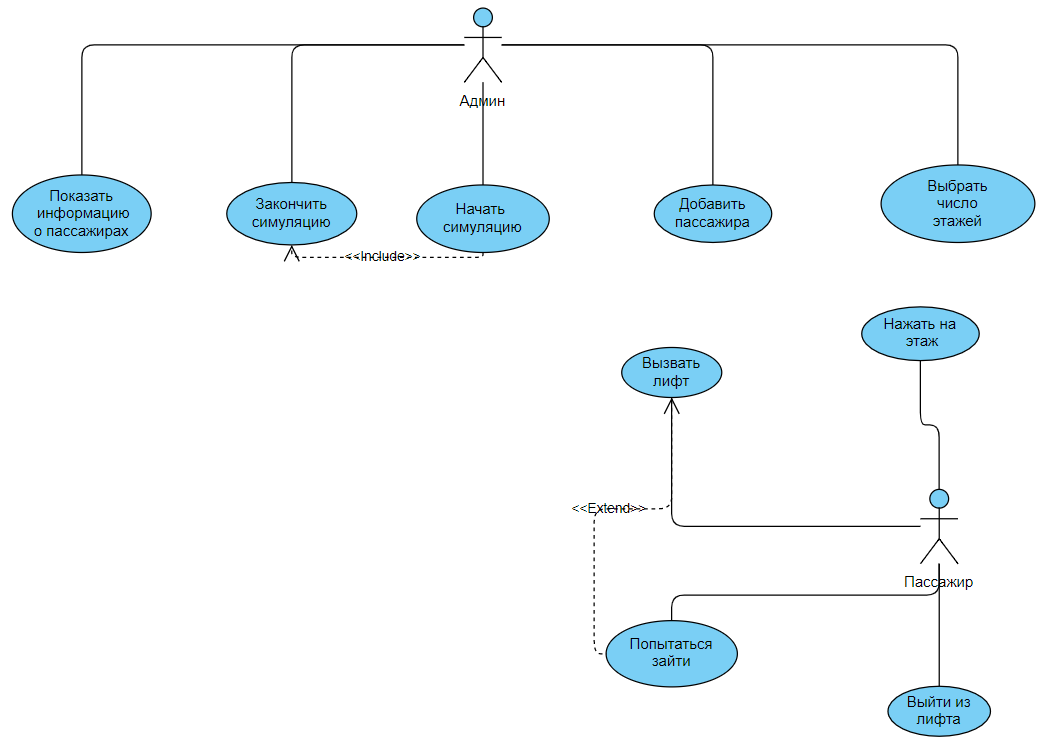 Админ
Показать
информацию
о пассажирах
Закончить
симуляцию
Начать
симуляцию
Добавить
пассажира
Выбрать
число
этажей
<<Include>>
Нажать на
этаж
Вызвать
лифт
<<Extend>>
Пассажир
Попытаться
зайти
Выйти из
лифта